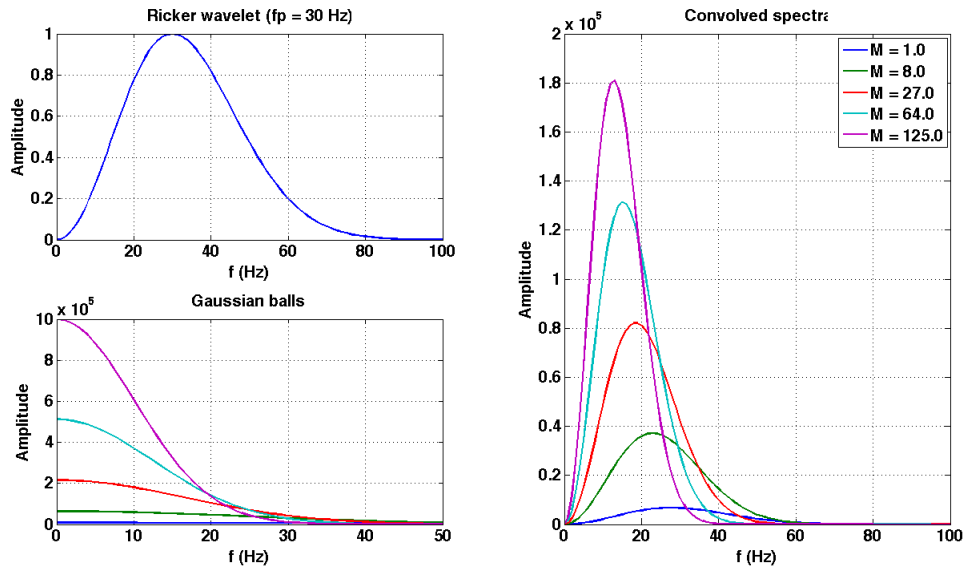 Ricker wavelet (fp = 30 Hz)
1
0.8
0.6
0.4
0.2
0
Amplitude
0 20 40 60 80 100
f (Hz)
Gaussian balls
x 10^5
10
8
6
4
2
0
Amplitude
0 10 20 30 40 50
f (Hz)
Convolved spectra
x 10^5
2
1.8
1.6
1.4
1.2
1
0.8
0.6
0.4
0.2
0
Amplitude
0 20 40 60 80 100
f (Hz)
M = 1.0
M = 8.0
M = 27.0
M = 64.0
M = 125.0